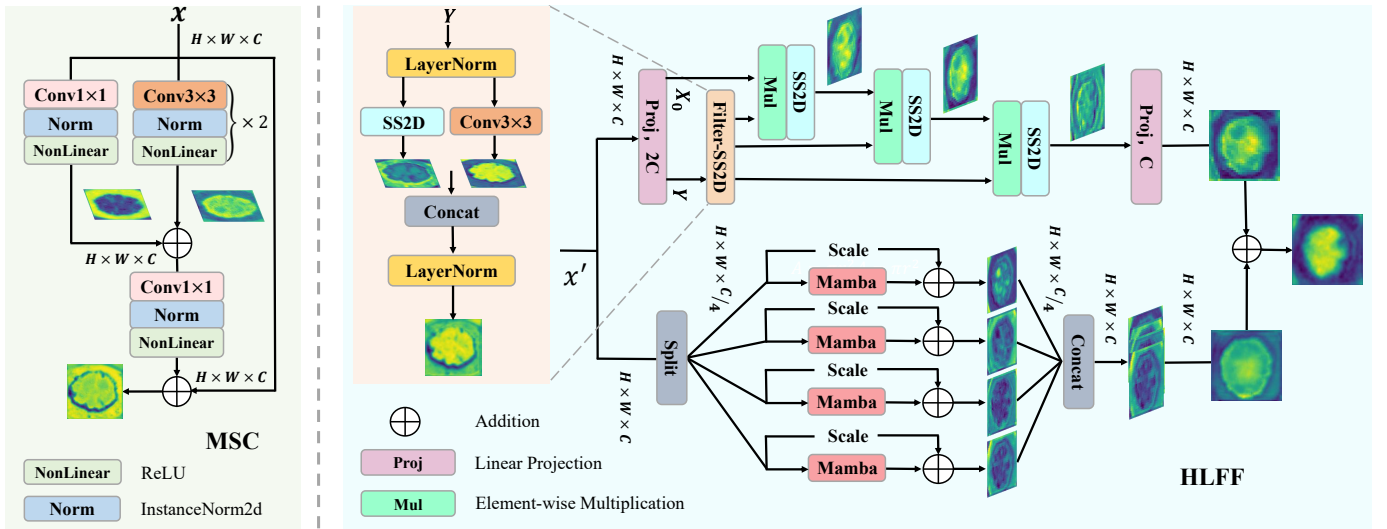 x
H × W × C
Conv1×1
Norm
NonLinear
Conv3×3
Norm
NonLinear
× 2
H × W × C
Conv1×1
Norm
NonLinear
H × W × C
MSC
NonLinear
ReLU
Norm
InstanceNorm2d
Y
LayerNorm
SS2D
Conv3×3
Concat
LayerNorm
x′
H × W × C
Proj, 2C
X₀
Y
Filter-SS2D
Mul
SS2D
Mul
SS2D
Mul
SS2D
Proj, C
H × W × C
H × W × C
Split
H × W × C/4
Scale
Mamba
Scale
Mamba
Scale
Mamba
Scale
Mamba
H × W × C/4
Concat
H × W × C
H × W × C
Addition
Proj
Linear Projection
Mul
Element-wise Multiplication
HLFF